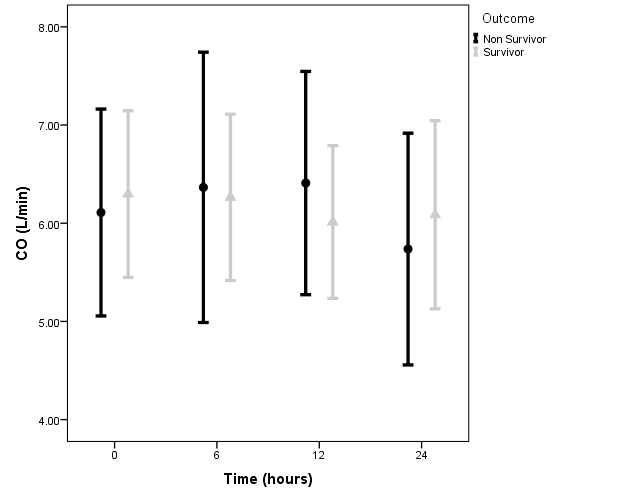 Outcome
Non Survivor
Survivor
8.00
7.00
6.00
5.00
4.00
CO (L/min)
0 6 12 24
Time (hours)